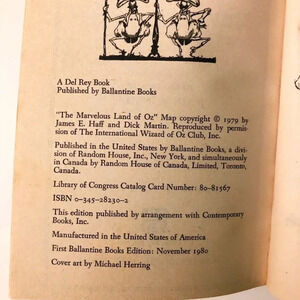 A Del Rey Book
Published by Ballantine Books
"The Marvelous Land of Oz" Map copyright © 1979 by
James E. Haff and Dick Martin. Reproduced by permis-
sion of The International Wizard of Oz Club, Inc.
Published in the United States by Ballantine Books, a divi-
sion of Random House, Inc., New York, and simultaneously
in Canada by Random House of Canada, Limited, Toronto,
Canada.
Library of Congress Catalog Card Number: 80-81567
ISBN 0-345-28230-2
This edition published by arrangement with Contemporary
Books, Inc.
Manufactured in the United States of America
First Ballantine Books Edition: November 1980
Cover art by Michael Herring